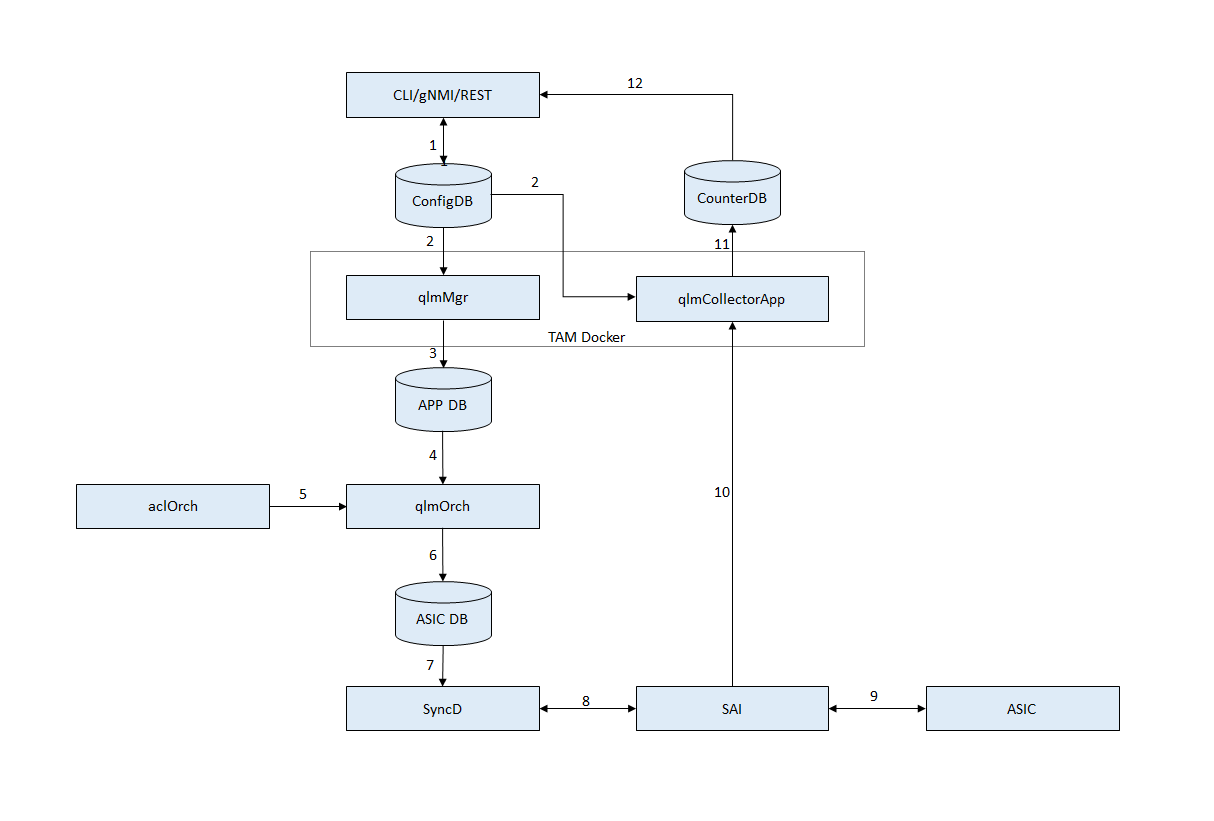 12
CLI/gNMI/REST
1
2
CounterDB
ConfigDB
2
11
qlmMgr
qlmCollectorApp
TAM Docker
3
APP DB
4
10
5
aclOrch
qlmOrch
6
ASIC DB
7
8
9
SyncD
SAI
ASIC